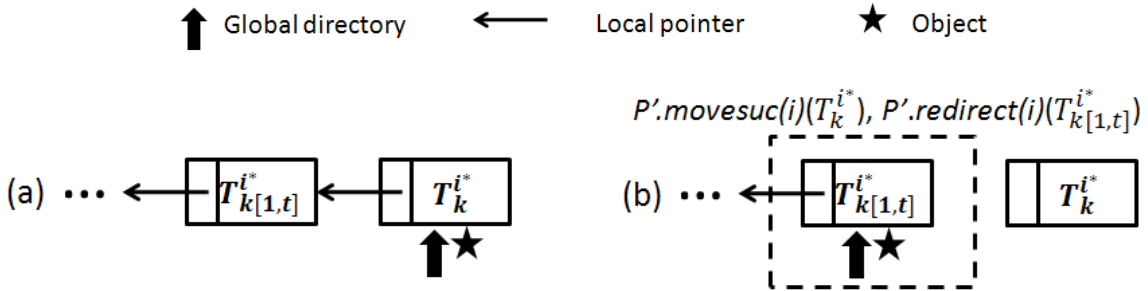 Global directory Local pointer Object
P'.movesuc(i)(T_k^{i*}), P'.redirect(i)(T_{k[1,t]}^{i*})
(a) ... T_{k[1,t]}^{i*} T_k^{i*} (b) ... T_{k[1,t]}^{i*} T_k^{i*}